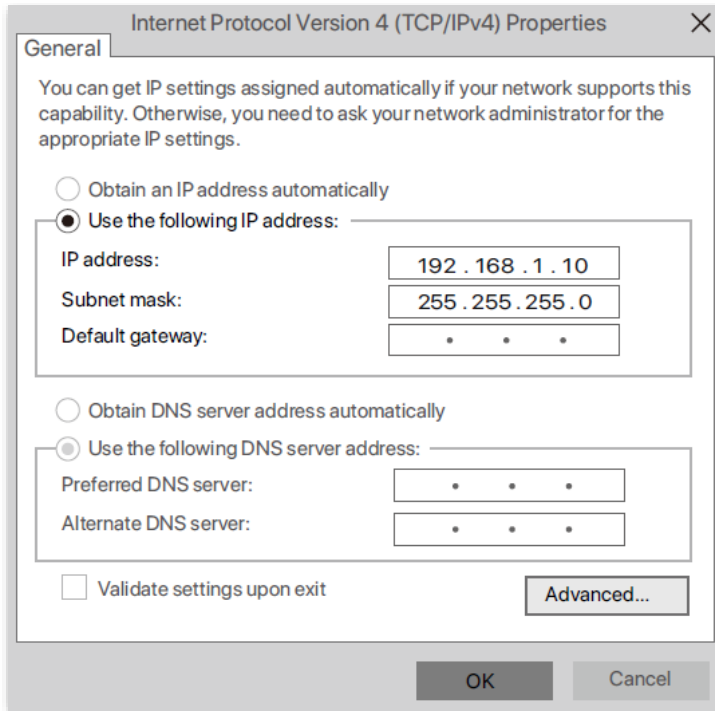 Internet Protocol Version 4 (TCP/IPv4) Properties
General
You can get IP settings assigned automatically if your network supports this
capability. Otherwise, you need to ask your network administrator for the
appropriate IP settings.
Obtain an IP address automatically
Use the following IP address:
IP address: 192 . 168 . 1 . 10
Subnet mask: 255 . 255 . 255 . 0
Default gateway: . . .
Obtain DNS server address automatically
Use the following DNS server address:
Preferred DNS server: . . .
Alternate DNS server: . . .
Validate settings upon exit
Advanced...
OK Cancel